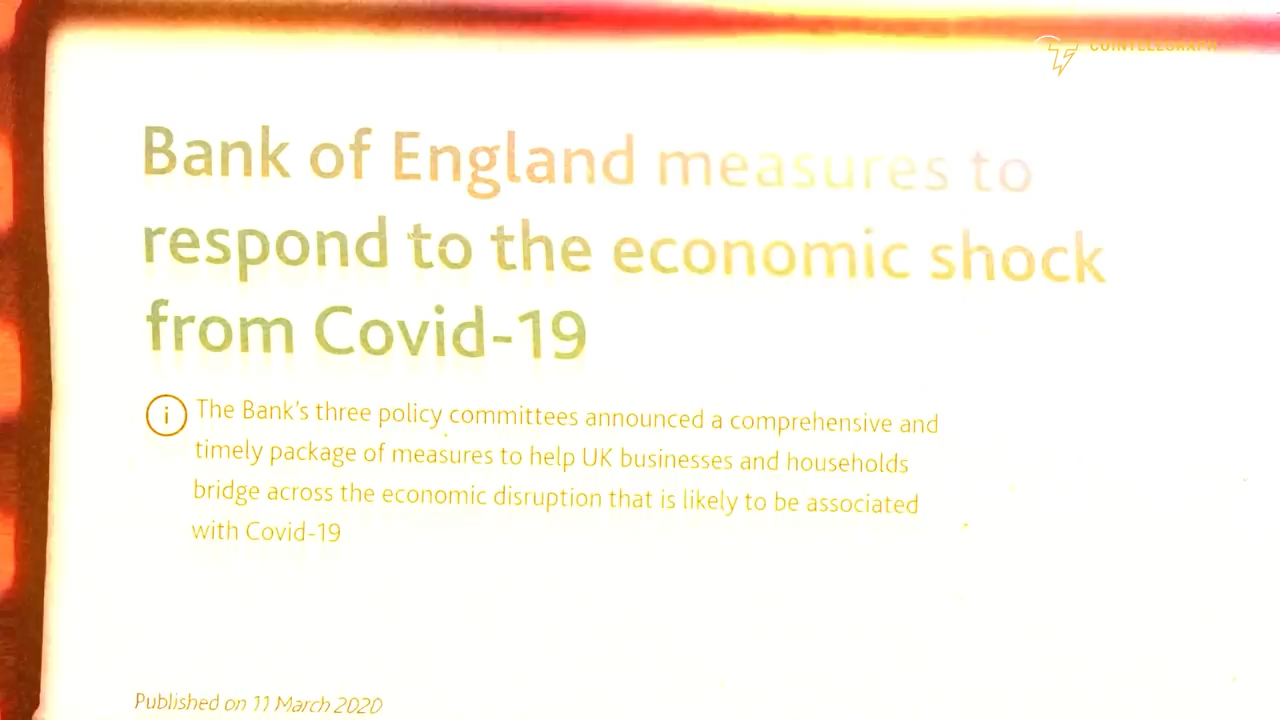 COINTELEGRAPH
Bank of England measures to
respond to the economic shock
from Covid-19
i
The Bank's three policy committees announced a comprehensive and
timely package of measures to help UK businesses and households
bridge across the economic disruption that is likely to be associated
with Covid-19
Published on 11 March 2020